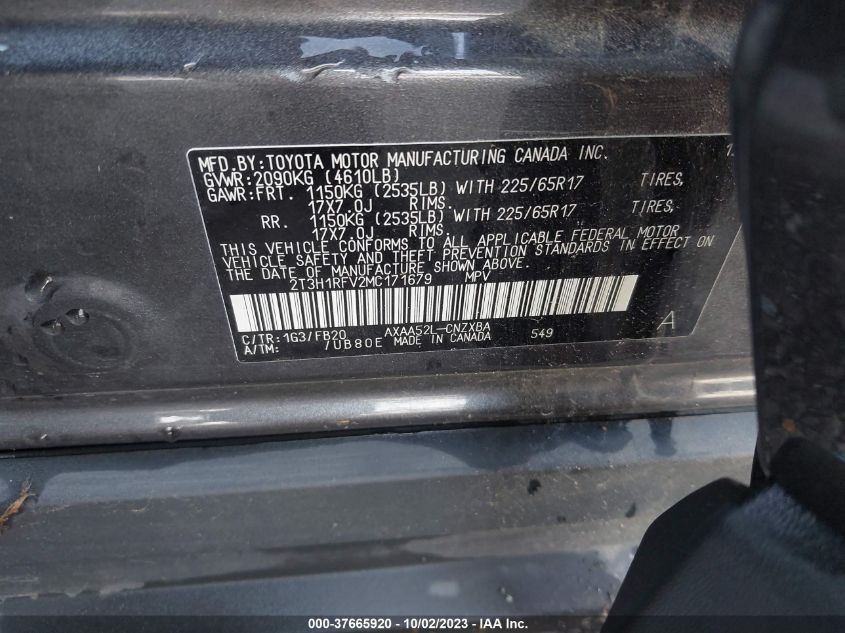 MFD.BY:TOYOTA MOTOR MANUFACTURING CANADA INC.
GVWR:2090KG (4610LB)
GAWR:FRT. 1150KG (2535LB) WITH 225/65R17 TIRES,
17X7.0J RIMS.
RR. 1150KG (2535LB) WITH 225/65R17 TIRES,
17X7.0J RIMS.
THIS VEHICLE CONFORMS TO ALL APPLICABLE FEDERAL MOTOR
VEHICLE SAFETY AND THEFT PREVENTION STANDARDS IN EFFECT ON
THE DATE OF MANUFACTURE SHOWN ABOVE.
2T3H1RFV2MC171679 MPV
C/TR:1G3/FB20 AXAA52L-CNZXBA 549 A
A/TM: /UB80E MADE IN CANADA
000-37665920 - 10/02/2023 - IAA Inc.